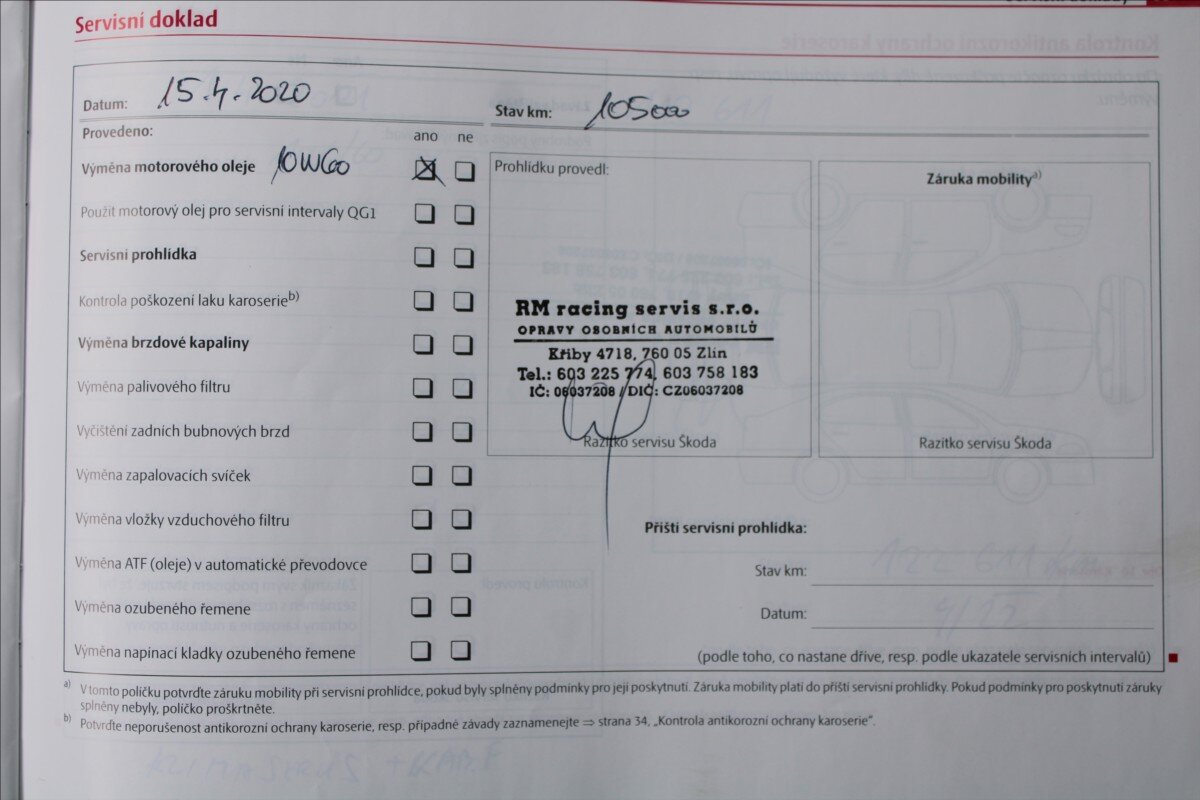 Servisní doklad
Datum: 15.4.2020
Stav km: 10500
Provedeno:
ano ne
Výměna motorového oleje 10W60
Použit motorový olej pro servisní intervaly QG1
Servisní prohlídka
Kontrola poškození laku karoserie b)
Výměna brzdové kapaliny
Výměna palivového filtru
Vyčištění zadních bubnových brzd
Výměna zapalovacích svíček
Výměna vložky vzduchového filtru
Výměna ATF (oleje) v automatické převodovce
Výměna ozubeného řemene
Výměna napínací kladky ozubeného řemene
Prohlídku provedl:
RM racing servis s.r.o.
OPRAVY OSOBNÍCH AUTOMOBILŮ
Křiby 4718, 760 05 Zlín
Tel.: 603 225 774, 603 758 183
IČ: 06037208 / DIČ: CZ06037208
Razítko servisu Škoda
Záruka mobility a)
Razítko servisu Škoda
Příští servisní prohlídka:
Stav km:
Datum:
(podle toho, co nastane dříve, resp. podle ukazatele servisních intervalů)
a) V tomto políčku potvrďte záruku mobility při servisní prohlídce, pokud byly splněny podmínky pro její poskytnutí. Záruka mobility platí do příští servisní prohlídky. Pokud podmínky pro poskytnutí záruky
splněny nebyly, políčko proškrtněte.
b) Potvrďte neporušenost antikorozní ochrany karoserie, resp. případné závady zaznamenejte ⇒ strana 34, „Kontrola antikorozní ochrany karoserie“.